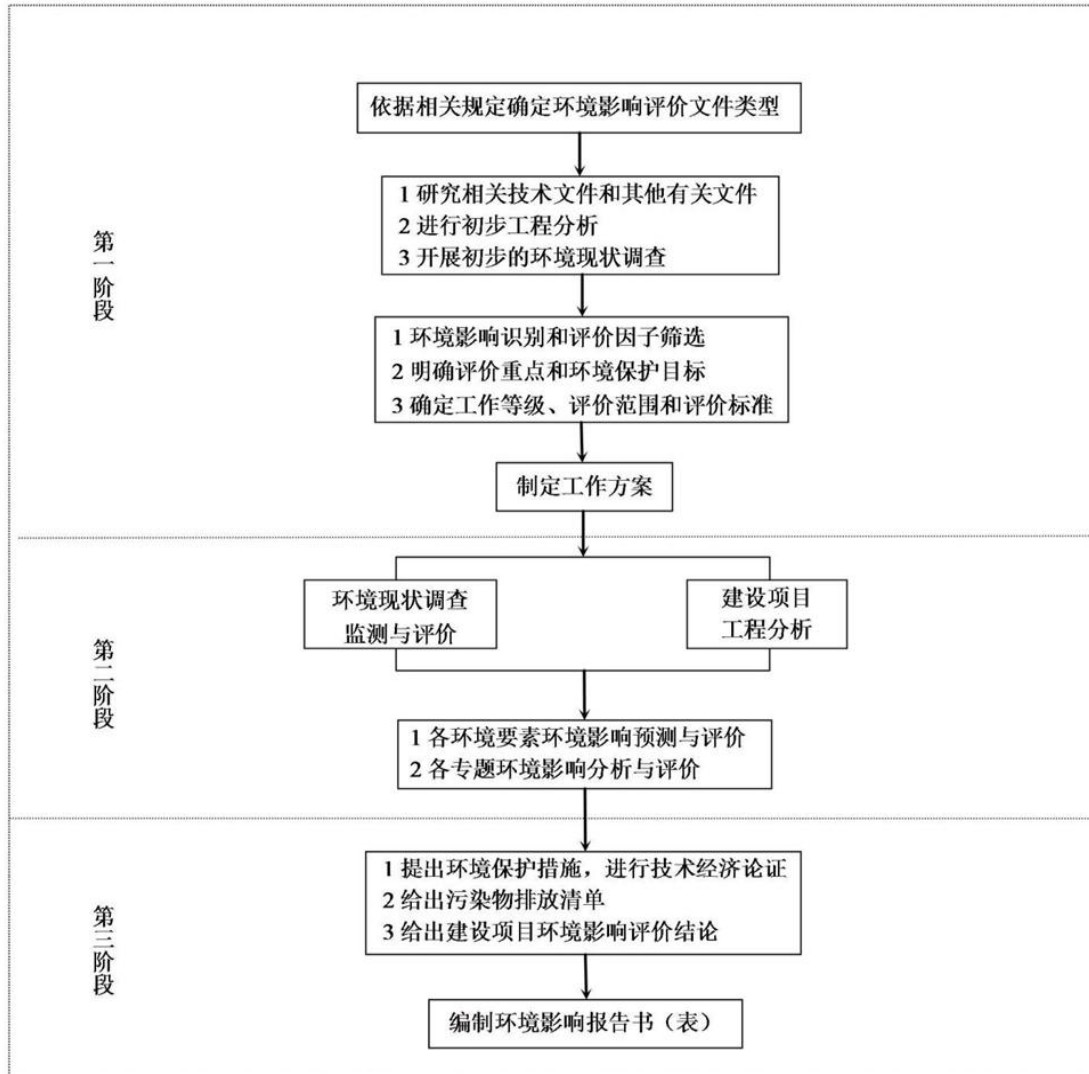 依据相关规定确定环境影响评价文件类型
1 研究相关技术文件和其他有关文件
2 进行初步工程分析
3 开展初步的环境现状调查
第一阶段
1 环境影响识别和评价因子筛选
2 明确评价重点和环境保护目标
3 确定工作等级、评价范围和评价标准
制定工作方案
环境现状调查
监测与评价
建设项目
工程分析
第二阶段
1 各环境要素环境影响预测与评价
2 各专题环境影响分析与评价
1 提出环境保护措施，进行技术经济论证
2 给出污染物排放清单
3 给出建设项目环境影响评价结论
第三阶段
编制环境影响报告书（表）